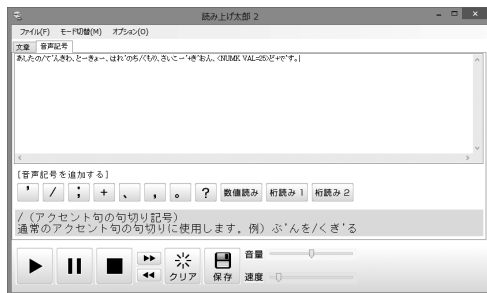 読み上げ太郎 2
ファイル(F) モード切替(M) オプション(O)
文章 音声記号
あしたの/て'んきわ、と－きょ－、はれ'のち/くもり、さいこ－'+き'おん、<NUMK VAL=25>ど+で'す。
[音声記号を追加する]
' / ; + 、 , 。 ? 数値読み 桁読み 1 桁読み 2
/ (アクセント句の句切り記号)
通常のアクセント句の句切りに使用します。例) ぶ'んを/くぎ'る
クリア 保存 音量
速度